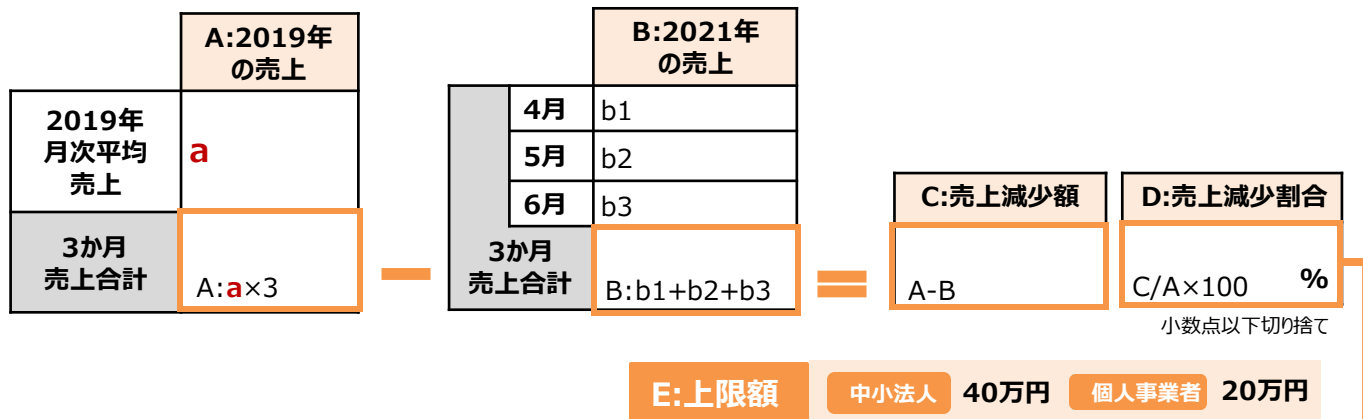 A:2019年
の売上
2019年
月次平均
売上
a
3か月
売上合計
A:a×3
B:2021年
の売上
4月
b1
5月
b2
6月
b3
3か月
売上合計
B:b1+b2+b3
C:売上減少額
A-B
D:売上減少割合
C/A×100 %
小数点以下切り捨て
E:上限額 中小法人 40万円 個人事業者 20万円